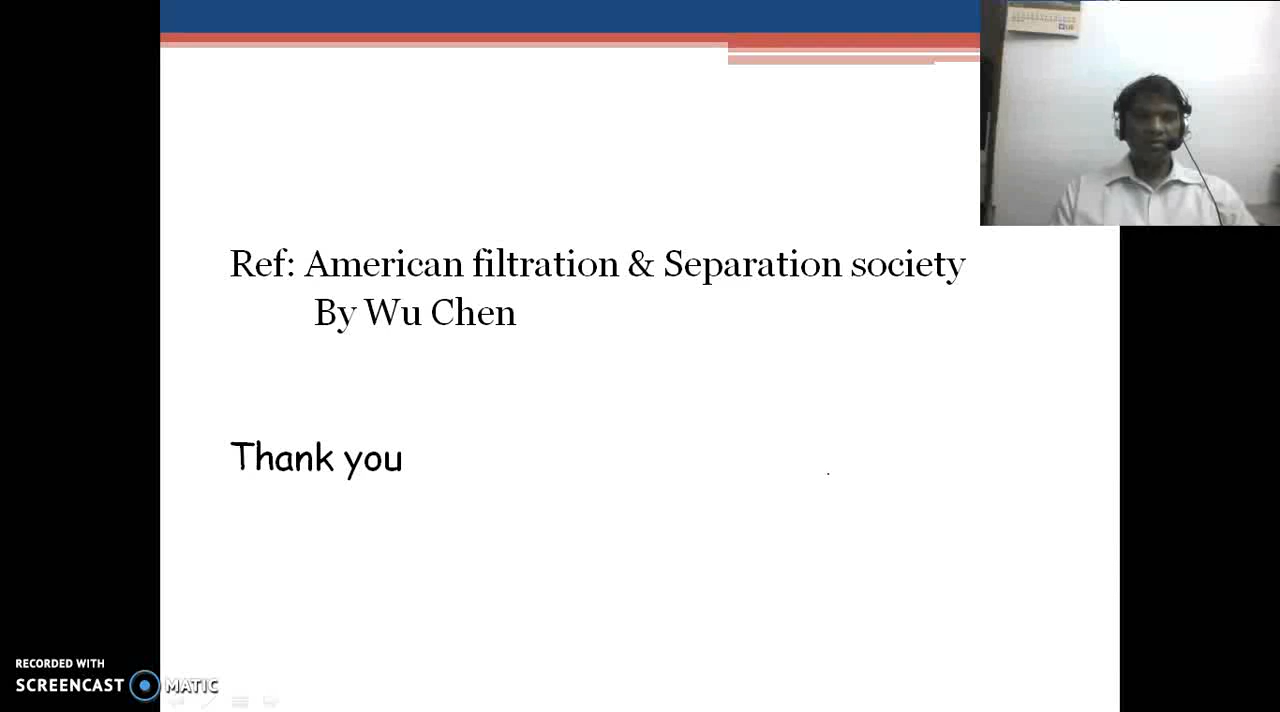 Ref: American filtration & Separation society
By Wu Chen
Thank you
RECORDED WITH
SCREENCAST MATIC